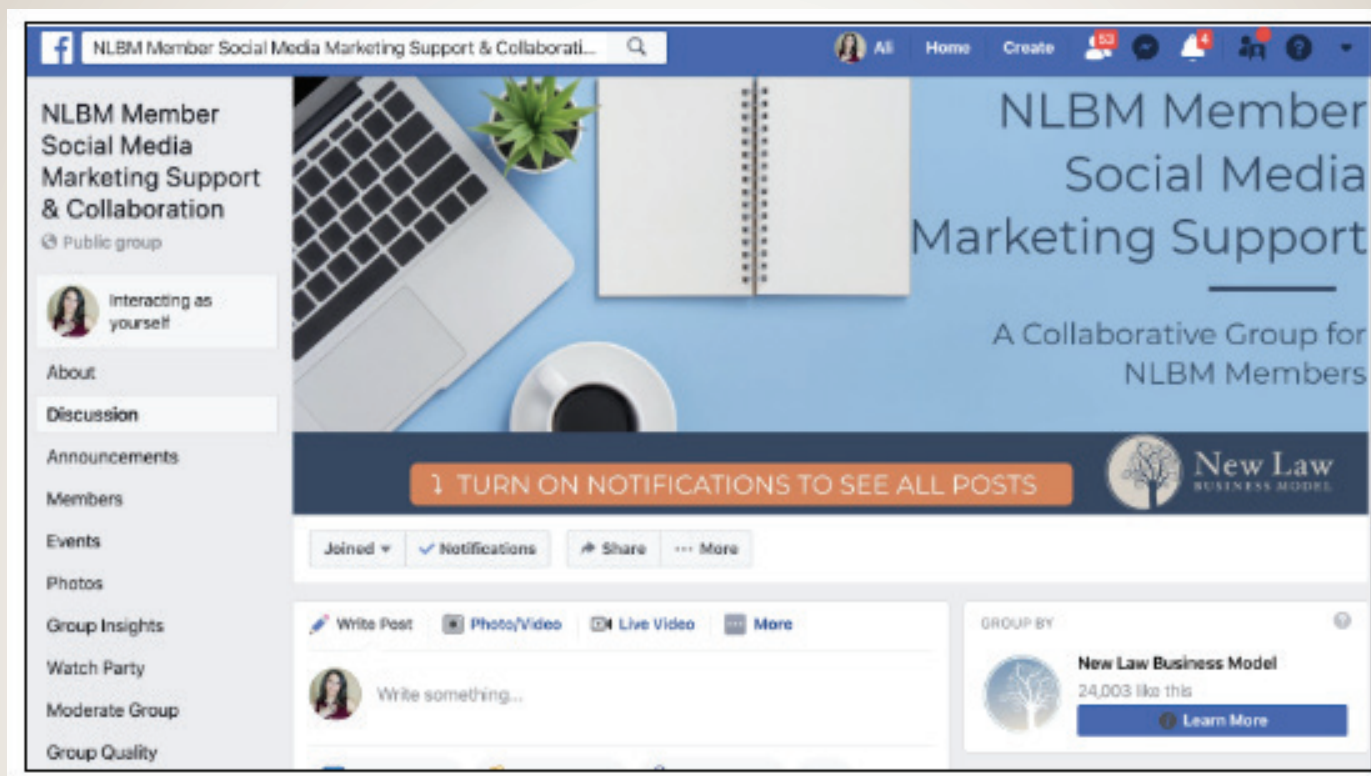 NLBM Member Social Media Marketing Support & Collaborati...
Ali
Home
Create
53
4
NLBM Member
Social Media
Marketing Support
& Collaboration
Public group
Interacting as
yourself
About
Discussion
Announcements
Members
Events
Photos
Group Insights
Watch Party
Moderate Group
Group Quality
NLBM Member
Social Media
Marketing Support
A Collaborative Group for
NLBM Members
TURN ON NOTIFICATIONS TO SEE ALL POSTS
New Law
BUSINESS MODEL
Joined
Notifications
Share
More
Write Post
Photo/Video
Live Video
More
Write something...
GROUP BY
New Law Business Model
24,003 like this
Learn More